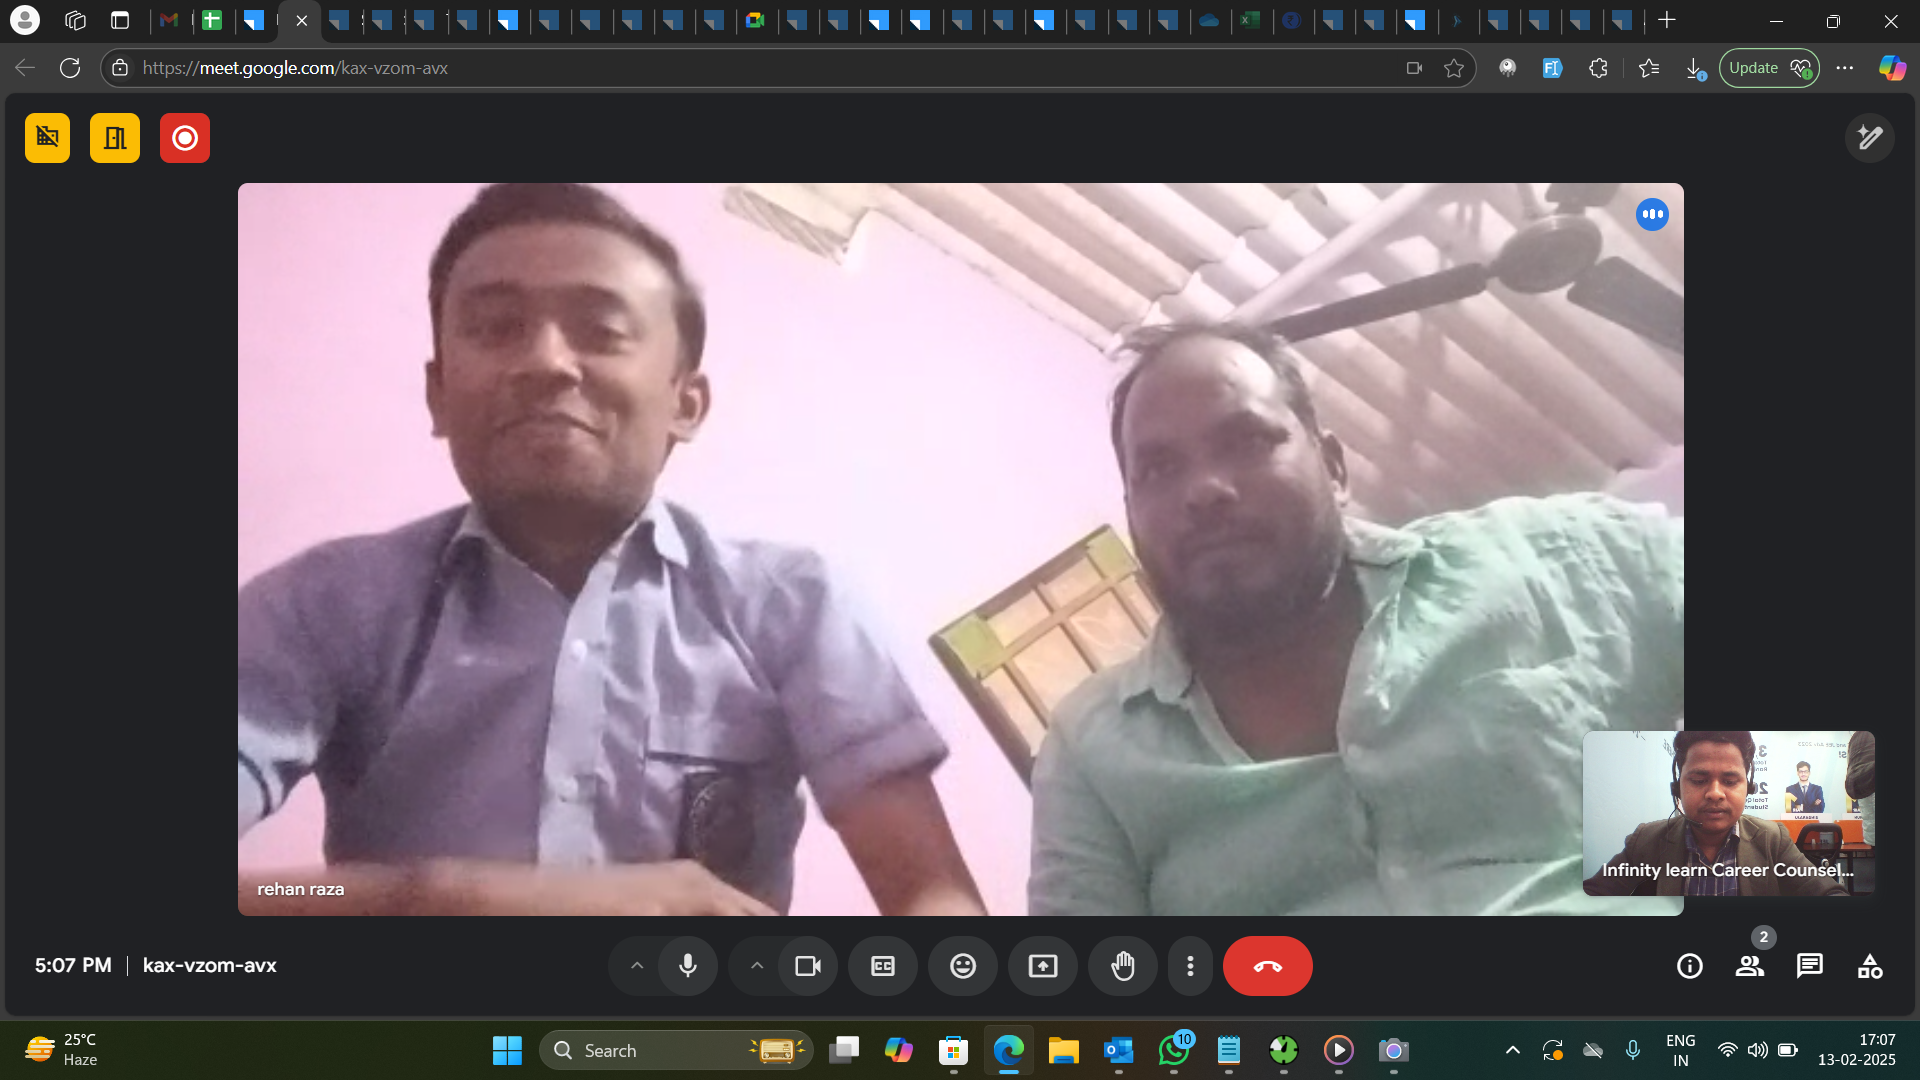 https://meet.google.com/kax-vzom-avx
Update
rehan raza
Infinity learn Career Counsel...
5:07 PM | kax-vzom-avx
2
25°C
Haze
Search
10
ENG
IN
17:07
13-02-2025